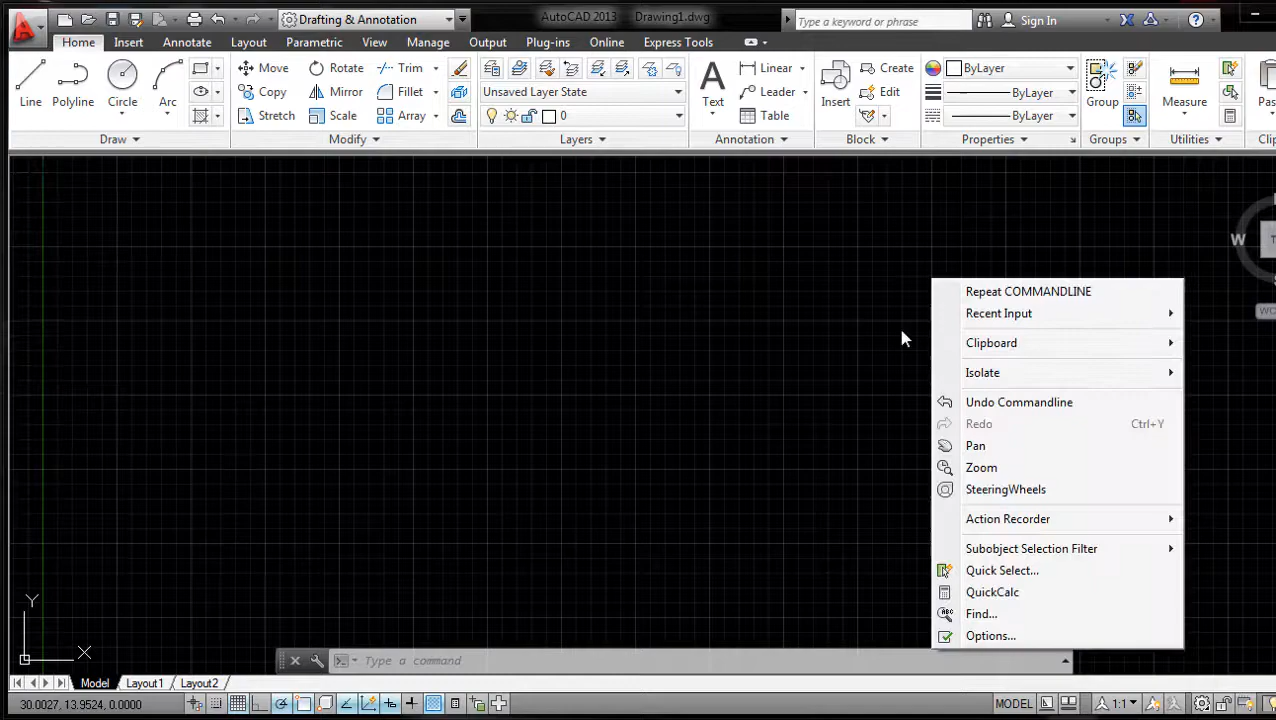 Drafting & Annotation
AutoCAD 2013 Drawing1.dwg
Type a keyword or phrase
Sign In
Home Insert Annotate Layout Parametric View Manage Output Plug-ins Online Express Tools
Line Polyline Circle Arc
Draw
Move Rotate Trim
Copy Mirror Fillet
Stretch Scale Array
Modify
Unsaved Layer State
0
Layers
Text
Linear
Leader
Table
Annotation
Insert
Create
Edit
Block
ByLayer
ByLayer
ByLayer
Properties
Group
Groups
Measure
Utilities
W
Repeat COMMANDLINE
Recent Input
Clipboard
Isolate
Undo Commandline
Redo Ctrl+Y
Pan
Zoom
SteeringWheels
Action Recorder
Subobject Selection Filter
Quick Select...
QuickCalc
Find...
Options...
Y
X
Type a command
Model Layout1 Layout2
30.0027, 13.9524, 0.0000
MODEL
1:1